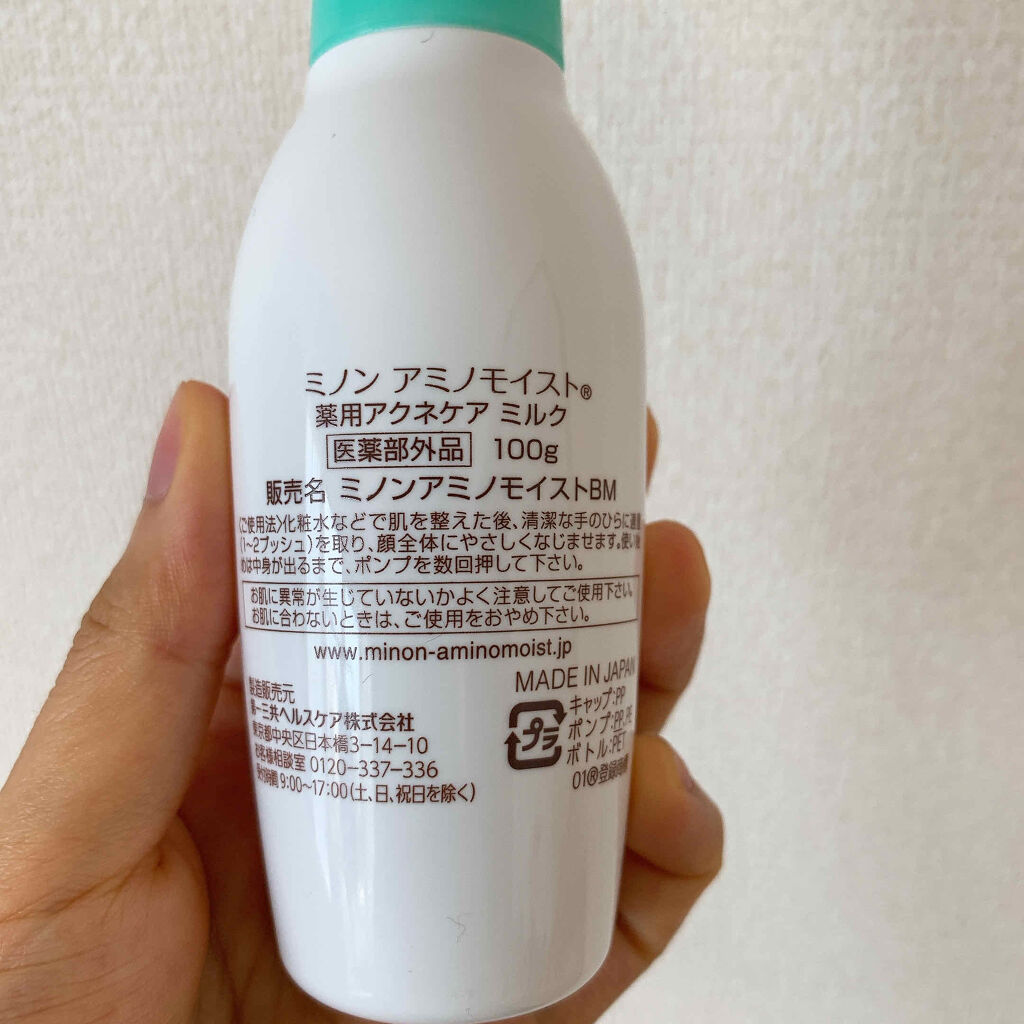 ミノン アミノモイスト®
薬用アクネケア ミルク
医薬部外品 100g
販売名 ミノンアミノモイストBM
〈ご使用法〉化粧水などで肌を整えた後、清潔な手のひらに適量
(1~2プッシュ)を取り、顔全体にやさしくなじませます。使い始
めは中身が出るまで、ポンプを数回押して下さい。
お肌に異常が生じていないかよく注意してご使用下さい。
お肌に合わないときは、ご使用をおやめ下さい。
www.minon-aminomoist.jp
MADE IN JAPAN
製造販売元
第一三共ヘルスケア株式会社
東京都中央区日本橋3-14-10
お客様相談室 0120-337-336
受付時間 9:00~17:00(土、日、祝日を除く)
プラ
キャップ:PP
ポンプ:PP,PE
ボトル:PET
01®登録商標